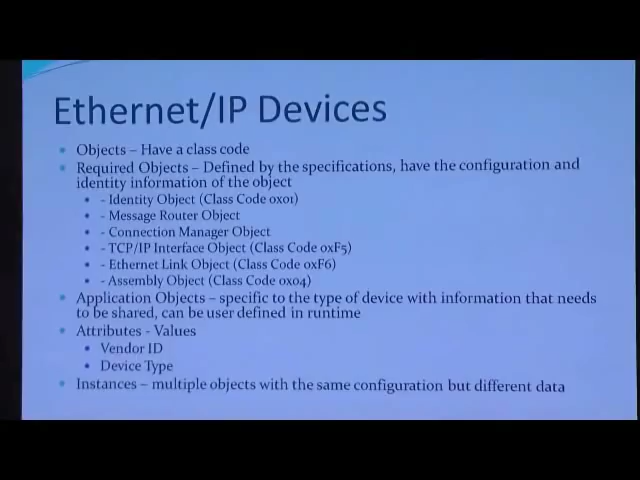 Ethernet/IP Devices
Objects – Have a class code
Required Objects – Defined by the specifications, have the configuration and
identity information of the object
- Identity Object (Class Code 0x01)
- Message Router Object
- Connection Manager Object
- TCP/IP Interface Object (Class Code 0xF5)
- Ethernet Link Object (Class Code 0xF6)
- Assembly Object (Class Code 0x04)
Application Objects – specific to the type of device with information that needs
to be shared, can be user defined in runtime
Attributes - Values
Vendor ID
Device Type
Instances – multiple objects with the same configuration but different data